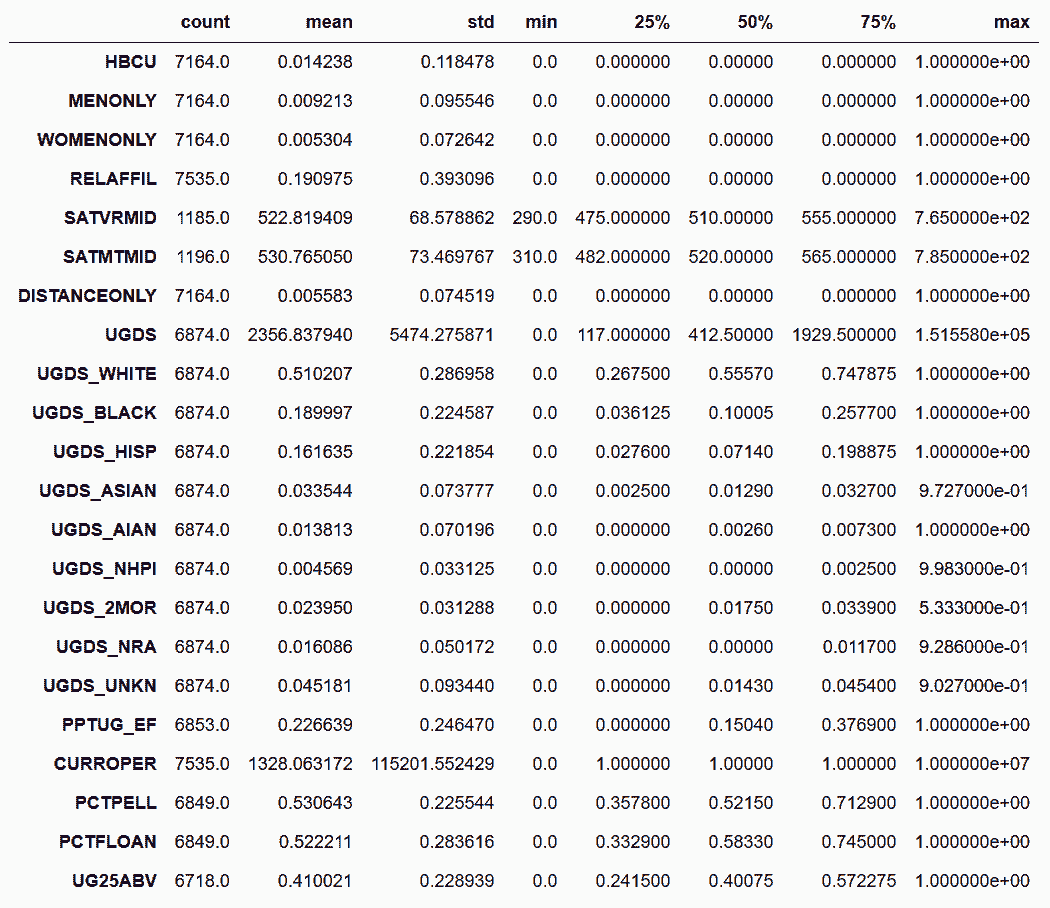 count mean std min 25% 50% 75% max
HBCU 7164.0 0.014238 0.118478 0.0 0.000000 0.00000 0.000000 1.000000e+00
MENONLY 7164.0 0.009213 0.095546 0.0 0.000000 0.00000 0.000000 1.000000e+00
WOMENONLY 7164.0 0.005304 0.072642 0.0 0.000000 0.00000 0.000000 1.000000e+00
RELAFFIL 7535.0 0.190975 0.393096 0.0 0.000000 0.00000 0.000000 1.000000e+00
SATVRMID 1185.0 522.819409 68.578862 290.0 475.000000 510.00000 555.000000 7.650000e+02
SATMTMID 1196.0 530.765050 73.469767 310.0 482.000000 520.00000 565.000000 7.850000e+02
DISTANCEONLY 7164.0 0.005583 0.074519 0.0 0.000000 0.00000 0.000000 1.000000e+00
UGDS 6874.0 2356.837940 5474.275871 0.0 117.000000 412.50000 1929.500000 1.515580e+05
UGDS_WHITE 6874.0 0.510207 0.286958 0.0 0.267500 0.55570 0.747875 1.000000e+00
UGDS_BLACK 6874.0 0.189997 0.224587 0.0 0.036125 0.10005 0.257700 1.000000e+00
UGDS_HISP 6874.0 0.161635 0.221854 0.0 0.027600 0.07140 0.198875 1.000000e+00
UGDS_ASIAN 6874.0 0.033544 0.073777 0.0 0.002500 0.01290 0.032700 9.727000e-01
UGDS_AIAN 6874.0 0.013813 0.070196 0.0 0.000000 0.00260 0.007300 1.000000e+00
UGDS_NHPI 6874.0 0.004569 0.033125 0.0 0.000000 0.00000 0.002500 9.983000e-01
UGDS_2MOR 6874.0 0.023950 0.031288 0.0 0.000000 0.01750 0.033900 5.333000e-01
UGDS_NRA 6874.0 0.016086 0.050172 0.0 0.000000 0.00000 0.011700 9.286000e-01
UGDS_UNKN 6874.0 0.045181 0.093440 0.0 0.000000 0.01430 0.045400 9.027000e-01
PPTUG_EF 6853.0 0.226639 0.246470 0.0 0.000000 0.15040 0.376900 1.000000e+00
CURROPER 7535.0 1328.063172 115201.552429 0.0 1.000000 1.00000 1.000000 1.000000e+07
PCTPELL 6849.0 0.530643 0.225544 0.0 0.357800 0.52150 0.712900 1.000000e+00
PCTFLOAN 6849.0 0.522211 0.283616 0.0 0.332900 0.58330 0.745000 1.000000e+00
UG25ABV 6718.0 0.410021 0.228939 0.0 0.241500 0.40075 0.572275 1.000000e+00